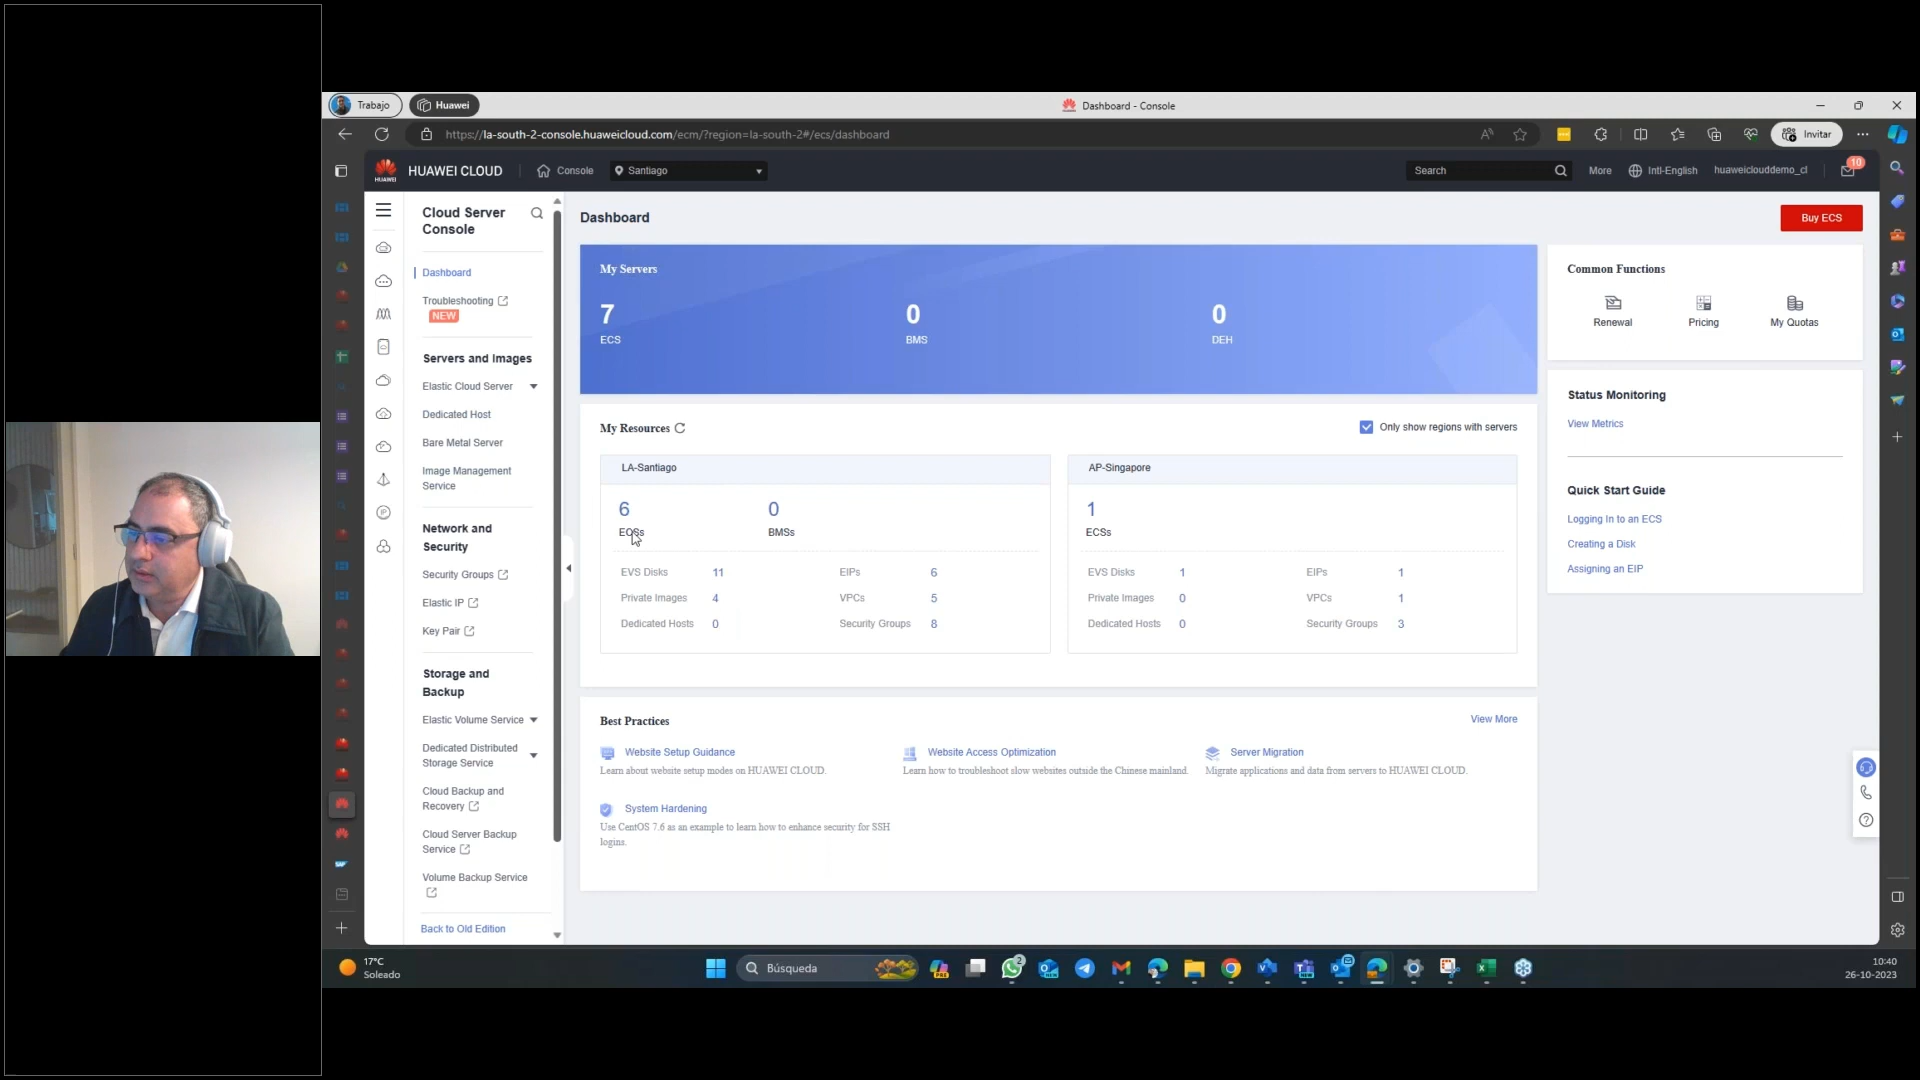 Trabajo
Huawei
Dashboard - Console
https://la-south-2-console.huaweicloud.com/ecm/?region=la-south-2#/ecs/dashboard
Invitar
HUAWEI
HUAWEI CLOUD
Console
Santiago
Search
More
Intl-English
huaweiclouddemo_cl
10
Cloud Server
Console
Dashboard
Troubleshooting
NEW
Servers and Images
Elastic Cloud Server
Dedicated Host
Bare Metal Server
Image Management
Service
Network and
Security
Security Groups
Elastic IP
Key Pair
Storage and
Backup
Elastic Volume Service
Dedicated Distributed
Storage Service
Cloud Backup and
Recovery
Cloud Server Backup
Service
Volume Backup Service
Back to Old Edition
Dashboard
Buy ECS
My Servers
7
ECS
0
BMS
0
DEH
My Resources
Only show regions with servers
LA-Santiago
6
ECSs
0
BMSs
EVS Disks 11
EIPs 6
Private Images 4
VPCs 5
Dedicated Hosts 0
Security Groups 8
AP-Singapore
1
ECSs
EVS Disks 1
EIPs 1
Private Images 0
VPCs 1
Dedicated Hosts 0
Security Groups 3
Best Practices
View More
Website Setup Guidance
Learn about website setup modes on HUAWEI CLOUD.
Website Access Optimization
Learn how to troubleshoot slow websites outside the Chinese mainland.
Server Migration
Migrate applications and data from servers to HUAWEI CLOUD.
System Hardening
Use CentOS 7.6 as an example to learn how to enhance security for SSH
logins.
Common Functions
Renewal
Pricing
My Quotas
Status Monitoring
View Metrics
Quick Start Guide
Logging In to an ECS
Creating a Disk
Assigning an EIP
17°C
Soleado
Búsqueda
PRE
2
NEW
NEW
10:40
26-10-2023